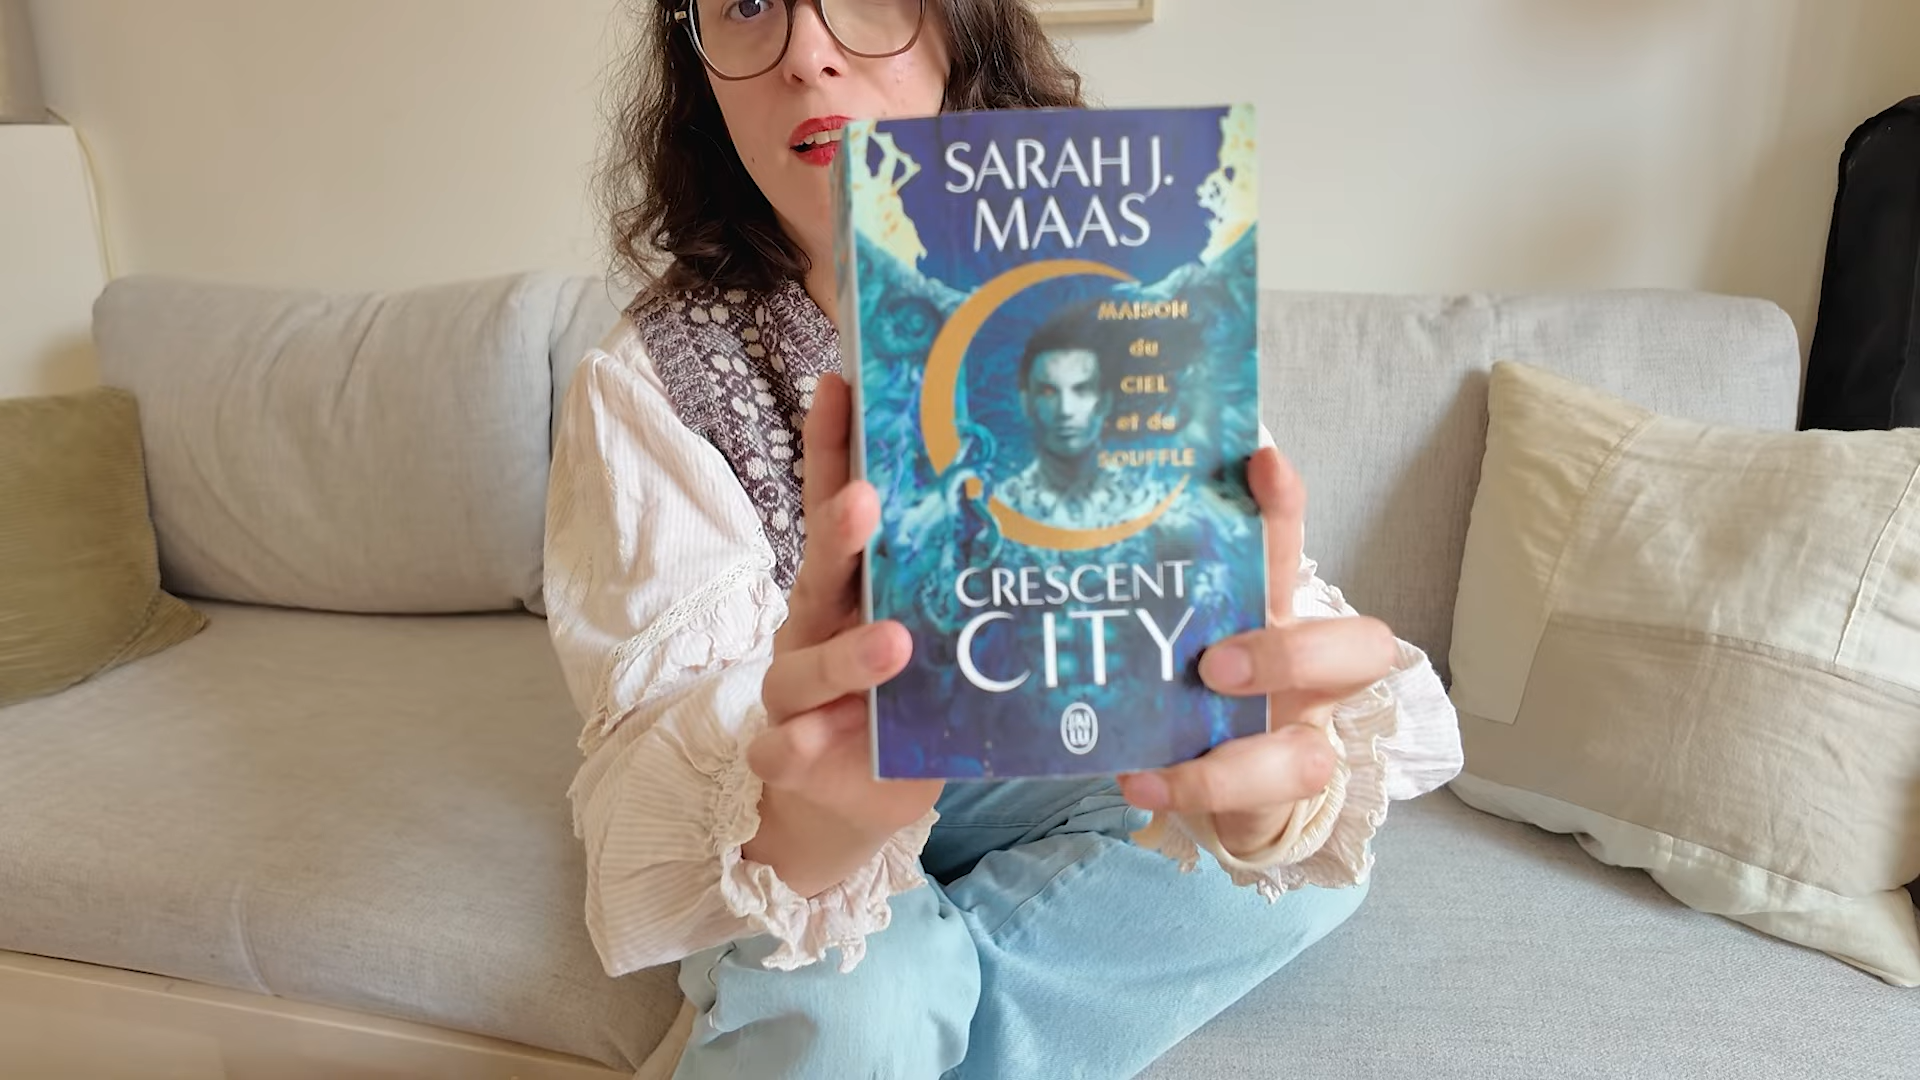 SARAH J.
MAAS
MAISON
du
CIEL
et du
SOUFFLE
CRESCENT
CITY
J'AI
LU